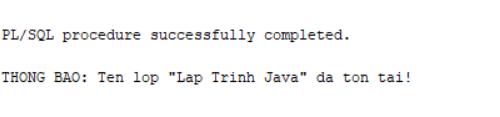 PL/SQL procedure successfully completed.
THONG BAO: Ten lop "Lap Trinh Java" da ton tai!